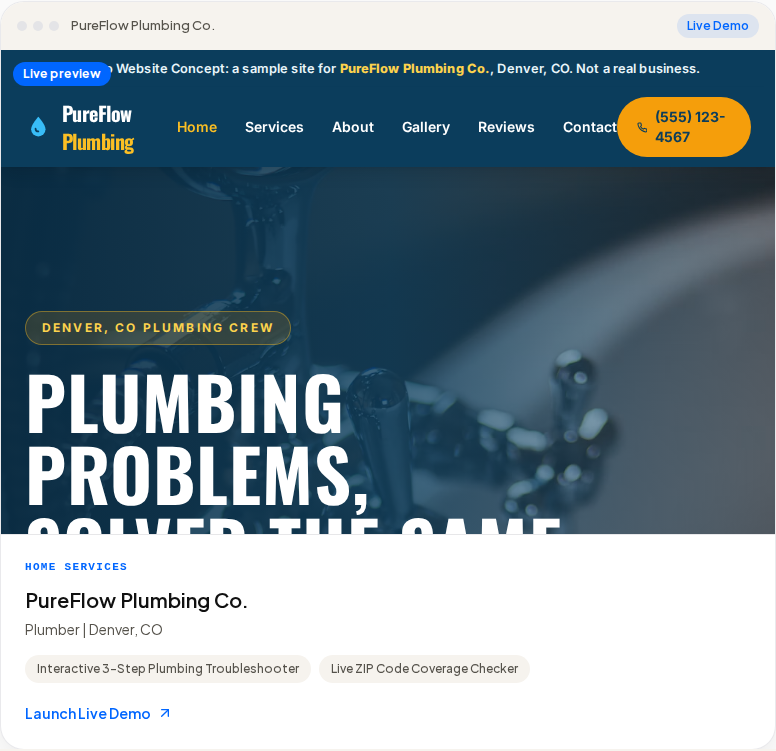 PureFlow Plumbing Co.
Live Demo
Live preview
Website Concept: a sample site for PureFlow Plumbing Co., Denver, CO. Not a real business.
PureFlow
Plumbing
Home Services About Gallery Reviews Contact
(555) 123-
4567
DENVER, CO PLUMBING CREW
PLUMBING
PROBLEMS,
SOLVED THE SAME
HOME SERVICES
PureFlow Plumbing Co.
Plumber | Denver, CO
Interactive 3-Step Plumbing Troubleshooter
Live ZIP Code Coverage Checker
Launch Live Demo